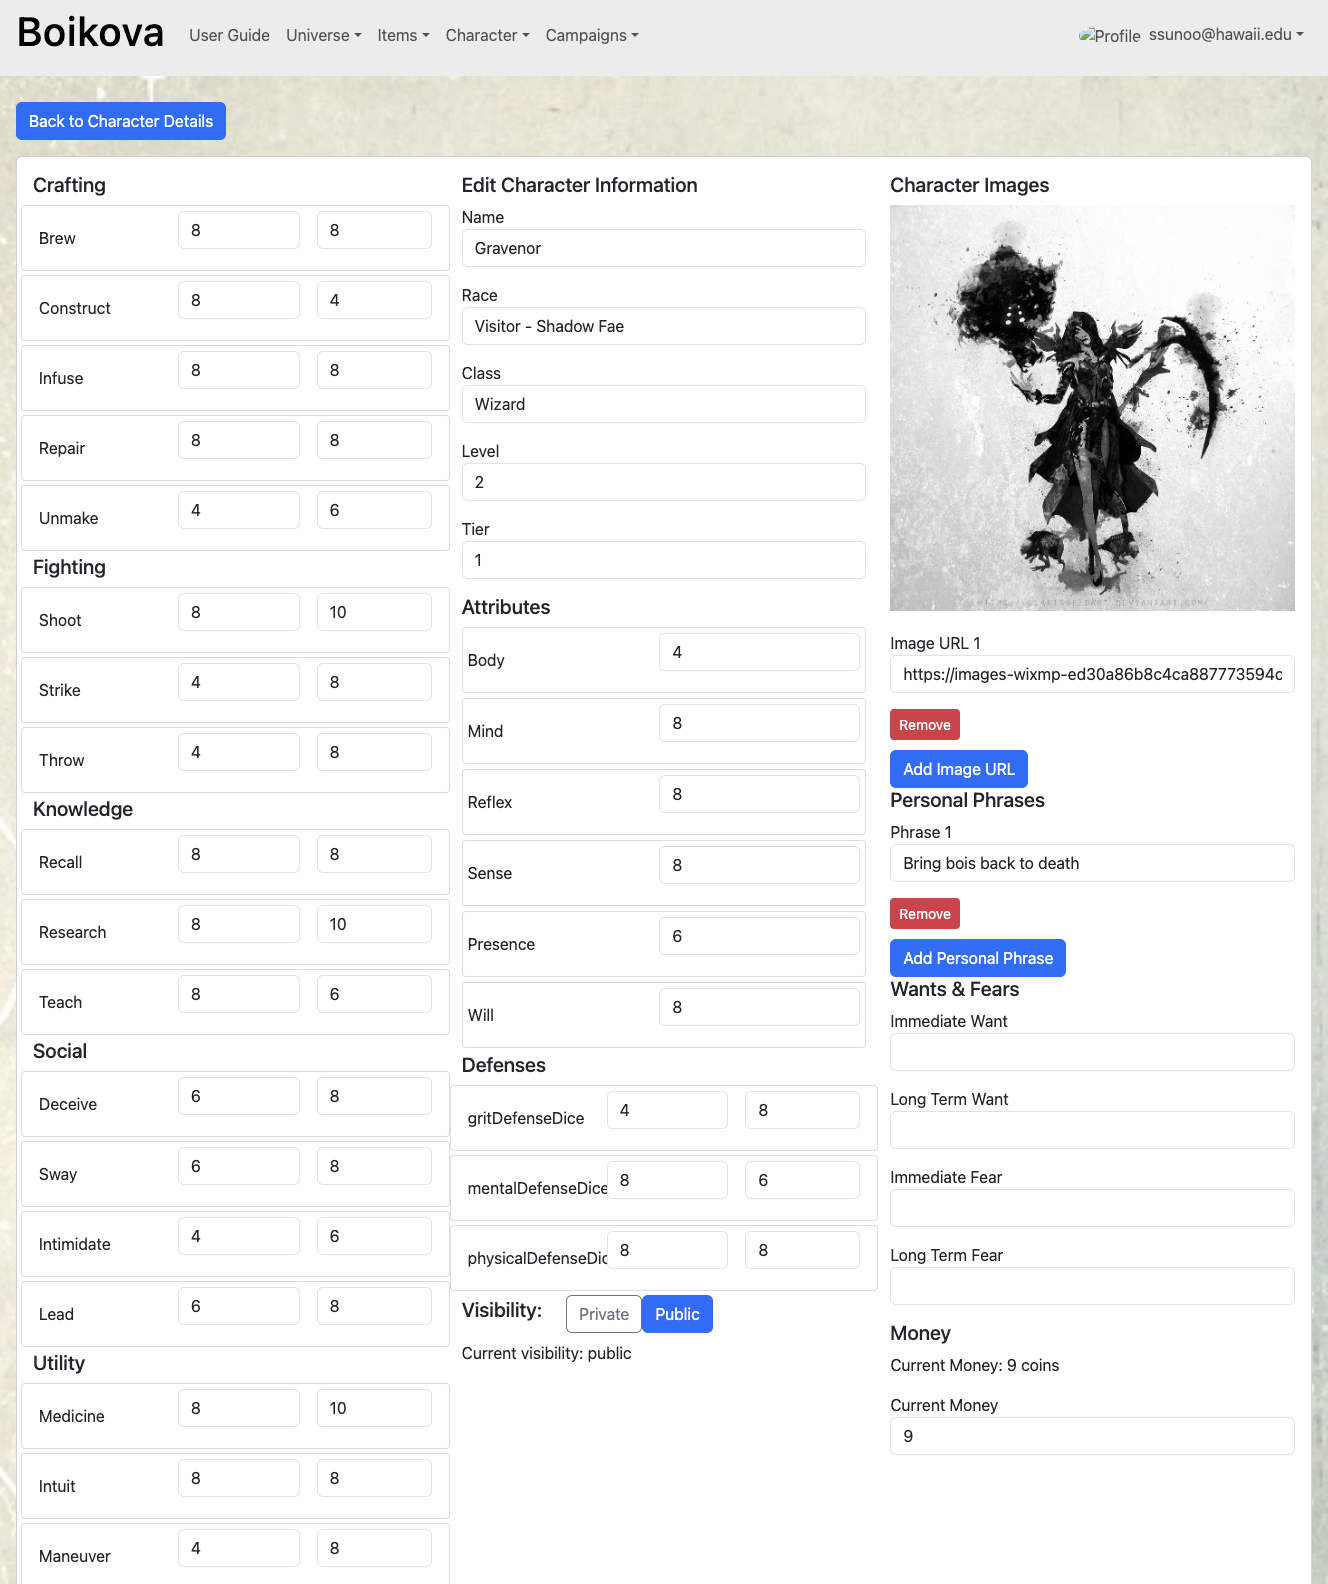 Boikova
User Guide
Universe
Items
Character
Campaigns
Profile
ssunoo@hawaii.edu
Back to Character Details
Crafting
Brew 8 8
Construct 8 4
Infuse 8 8
Repair 8 8
Unmake 4 6
Fighting
Shoot 8 10
Strike 4 8
Throw 4 8
Knowledge
Recall 8 8
Research 8 10
Teach 8 6
Social
Deceive 6 8
Sway 6 8
Intimidate 4 6
Lead 6 8
Utility
Medicine 8 10
Intuit 8 8
Maneuver 4 8
Edit Character Information
Name
Gravenor
Race
Visitor - Shadow Fae
Class
Wizard
Level
2
Tier
1
Attributes
Body 4
Mind 8
Reflex 8
Sense 8
Presence 6
Will 8
Defenses
gritDefenseDice 4 8
mentalDefenseDice 8 6
physicalDefenseDic 8 8
Visibility: Private Public
Current visibility: public
Character Images
Image URL 1
https://images-wixmp-ed30a86b8c4ca887773594c
Remove
Add Image URL
Personal Phrases
Phrase 1
Bring bois back to death
Remove
Add Personal Phrase
Wants & Fears
Immediate Want
Long Term Want
Immediate Fear
Long Term Fear
Money
Current Money: 9 coins
Current Money
9